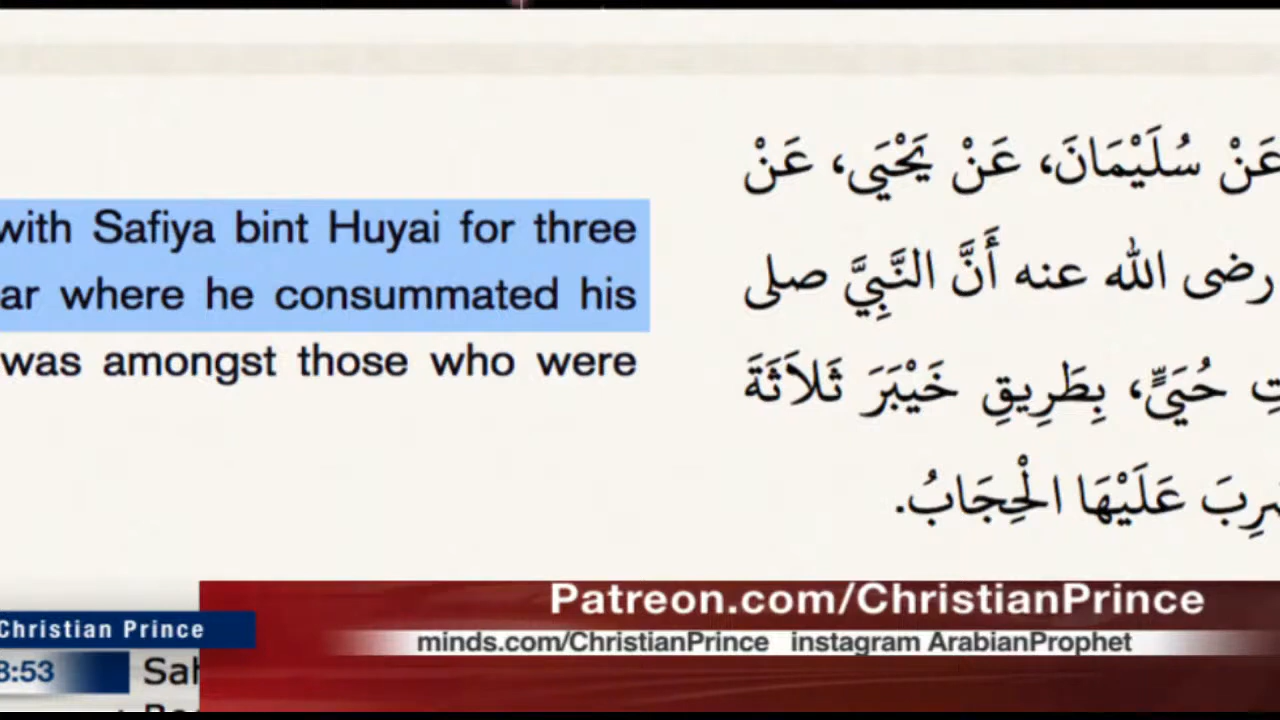 with Safiya bint Huyai for three
ar where he consummated his
was amongst those who were
عَنْ سُلَيْمَانَ، عَنْ يَحْيَى، عَنْ
رضى الله عنه أَنَّ النَّبِيَّ صلى
تِ حُيَىٍّ، بِطَرِيقِ خَيْبَرَ ثَلاَثَةَ
ضُرِبَ عَلَيْهَا الْحِجَابُ.
Patreon.com/ChristianPrince
Christian Prince
minds.com/ChristianPrince instagram ArabianProphet
8:53
Sah